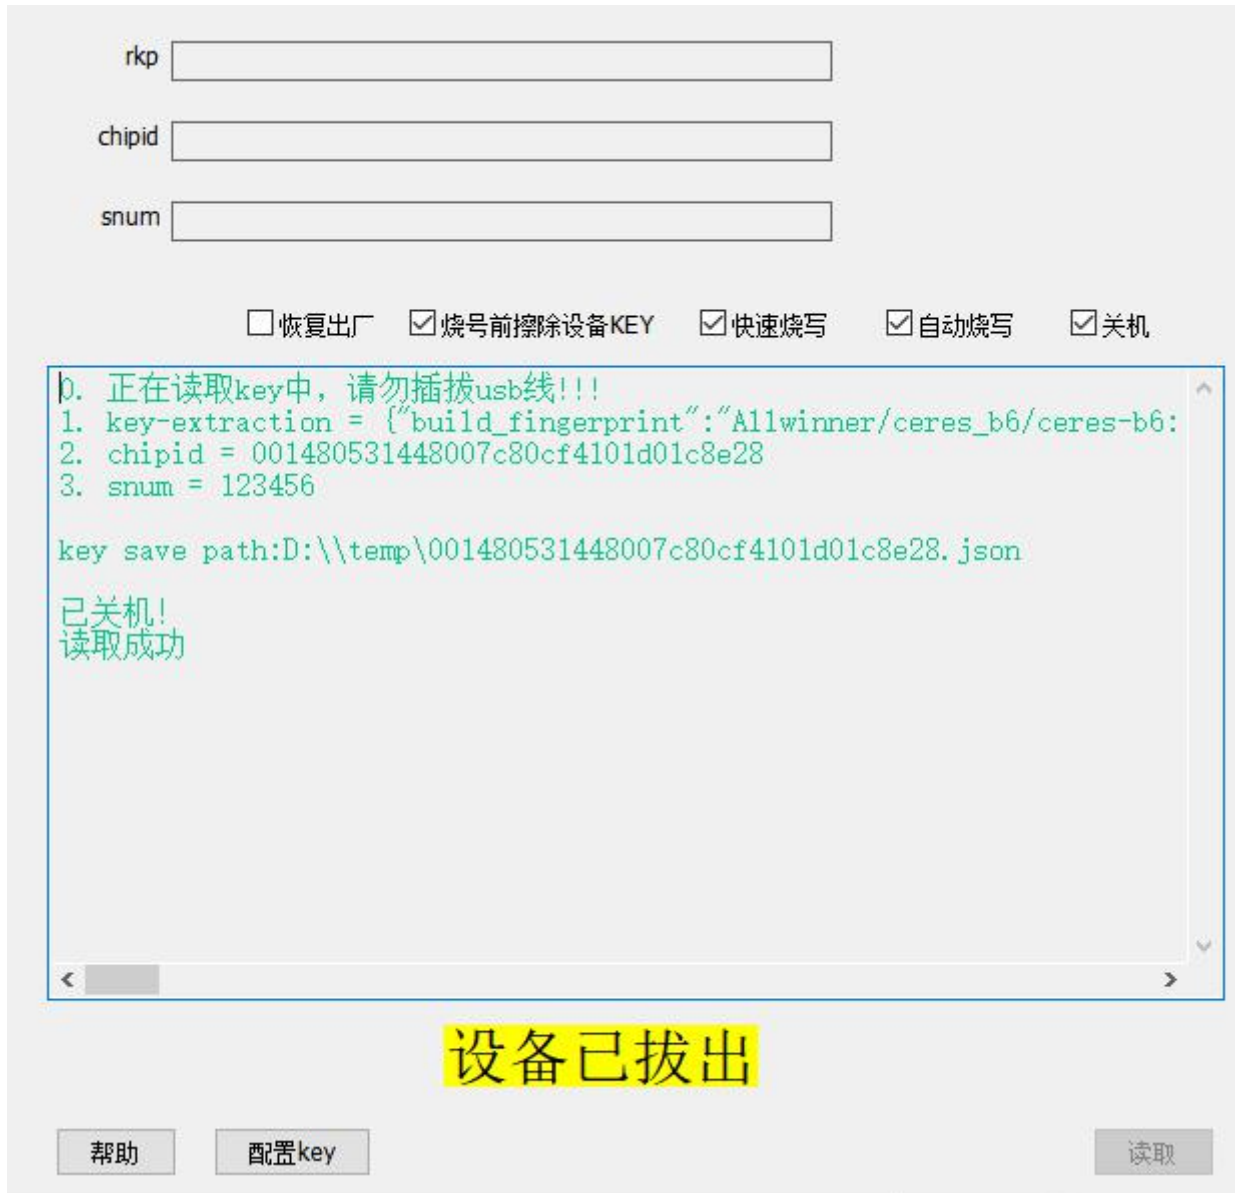 rkp
chipid
snum
恢复出厂 烧号前擦除设备KEY 快速烧写 自动烧写 关机
0. 正在读取key中，请勿插拔usb线!!!
1. key-extraction = {"build_fingerprint":"Allwinner/ceres_b6/ceres-b6:
2. chipid = 001480531448007c80cf4101d01c8e28
3. snum = 123456
key save path:D:\\temp\001480531448007c80cf4101d01c8e28.json
已关机!
读取成功
设备已拔出
帮助 配置key 读取